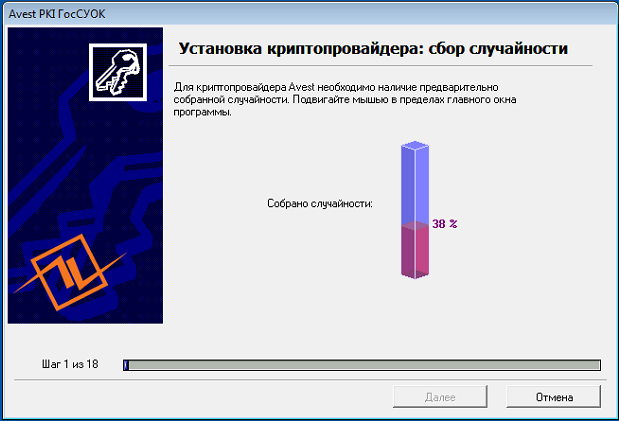 Avest PKI ГосСУОК
Установка криптопровайдера: сбор случайности
Для криптопровайдера Avest необходимо наличие предварительно
собранной случайности. Подвигайте мышью в пределах главного окна
программы.
Собрано случайности:
38 %
Шаг 1 из 18
Далее
Отмена